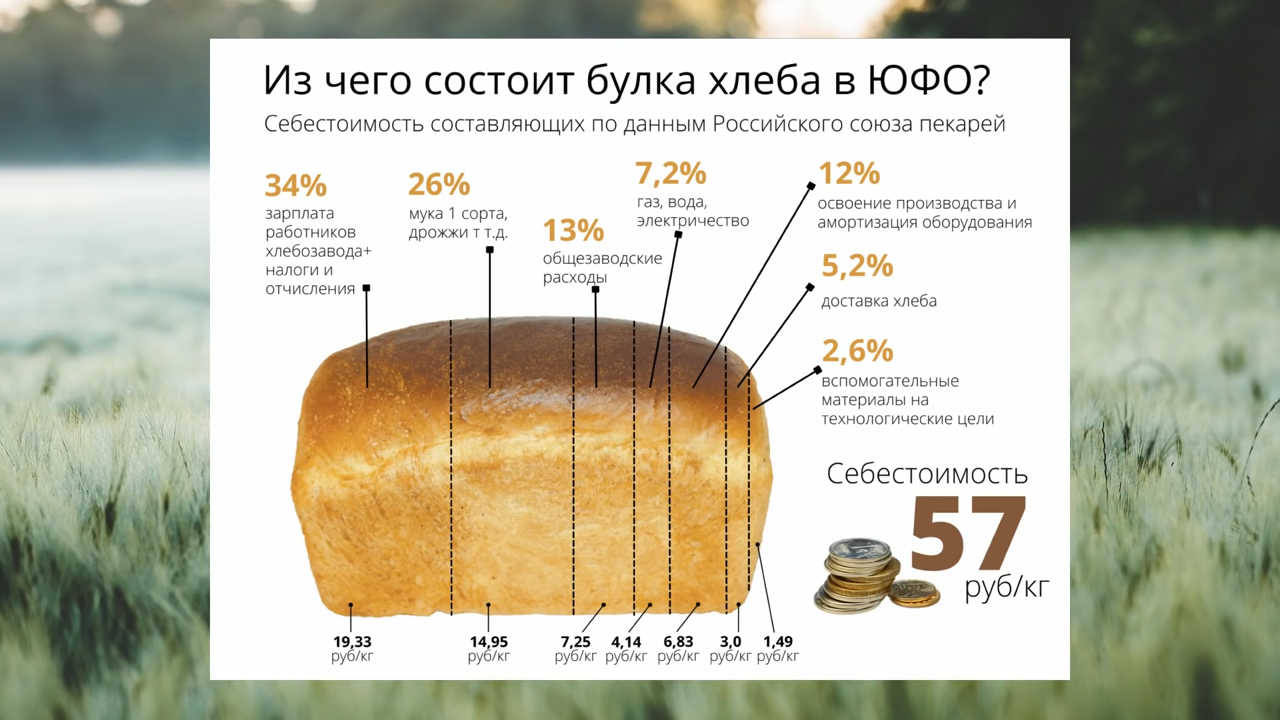 Из чего состоит булка хлеба в ЮФО?
Себестоимость составляющих по данным Российского союза пекарей
34%
зарплата
работников
хлебозавода+
налоги и
отчисления
26%
мука 1 сорта,
дрожжи т т.д.
13%
общезаводские
расходы
7,2%
газ, вода,
электричество
12%
освоение производства и
амортизация оборудования
5,2%
доставка хлеба
2,6%
вспомогательные
материалы на
технологические цели
Себестоимость
57
руб/кг
19,33
руб/кг
14,95
руб/кг
7,25
руб/кг
4,14
руб/кг
6,83
руб/кг
3,0
руб/кг
1,49
руб/кг